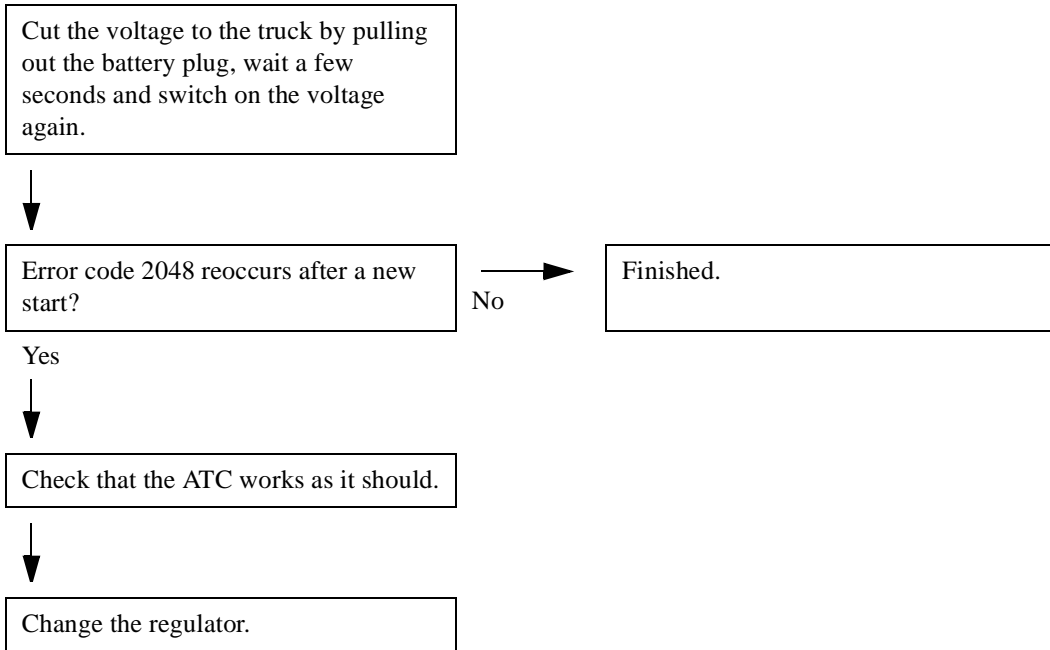 Cut the voltage to the truck by pulling
out the battery plug, wait a few
seconds and switch on the voltage
again.
Error code 2048 reoccurs after a new
start?
No
Finished.
Yes
Check that the ATC works as it should.
Change the regulator.